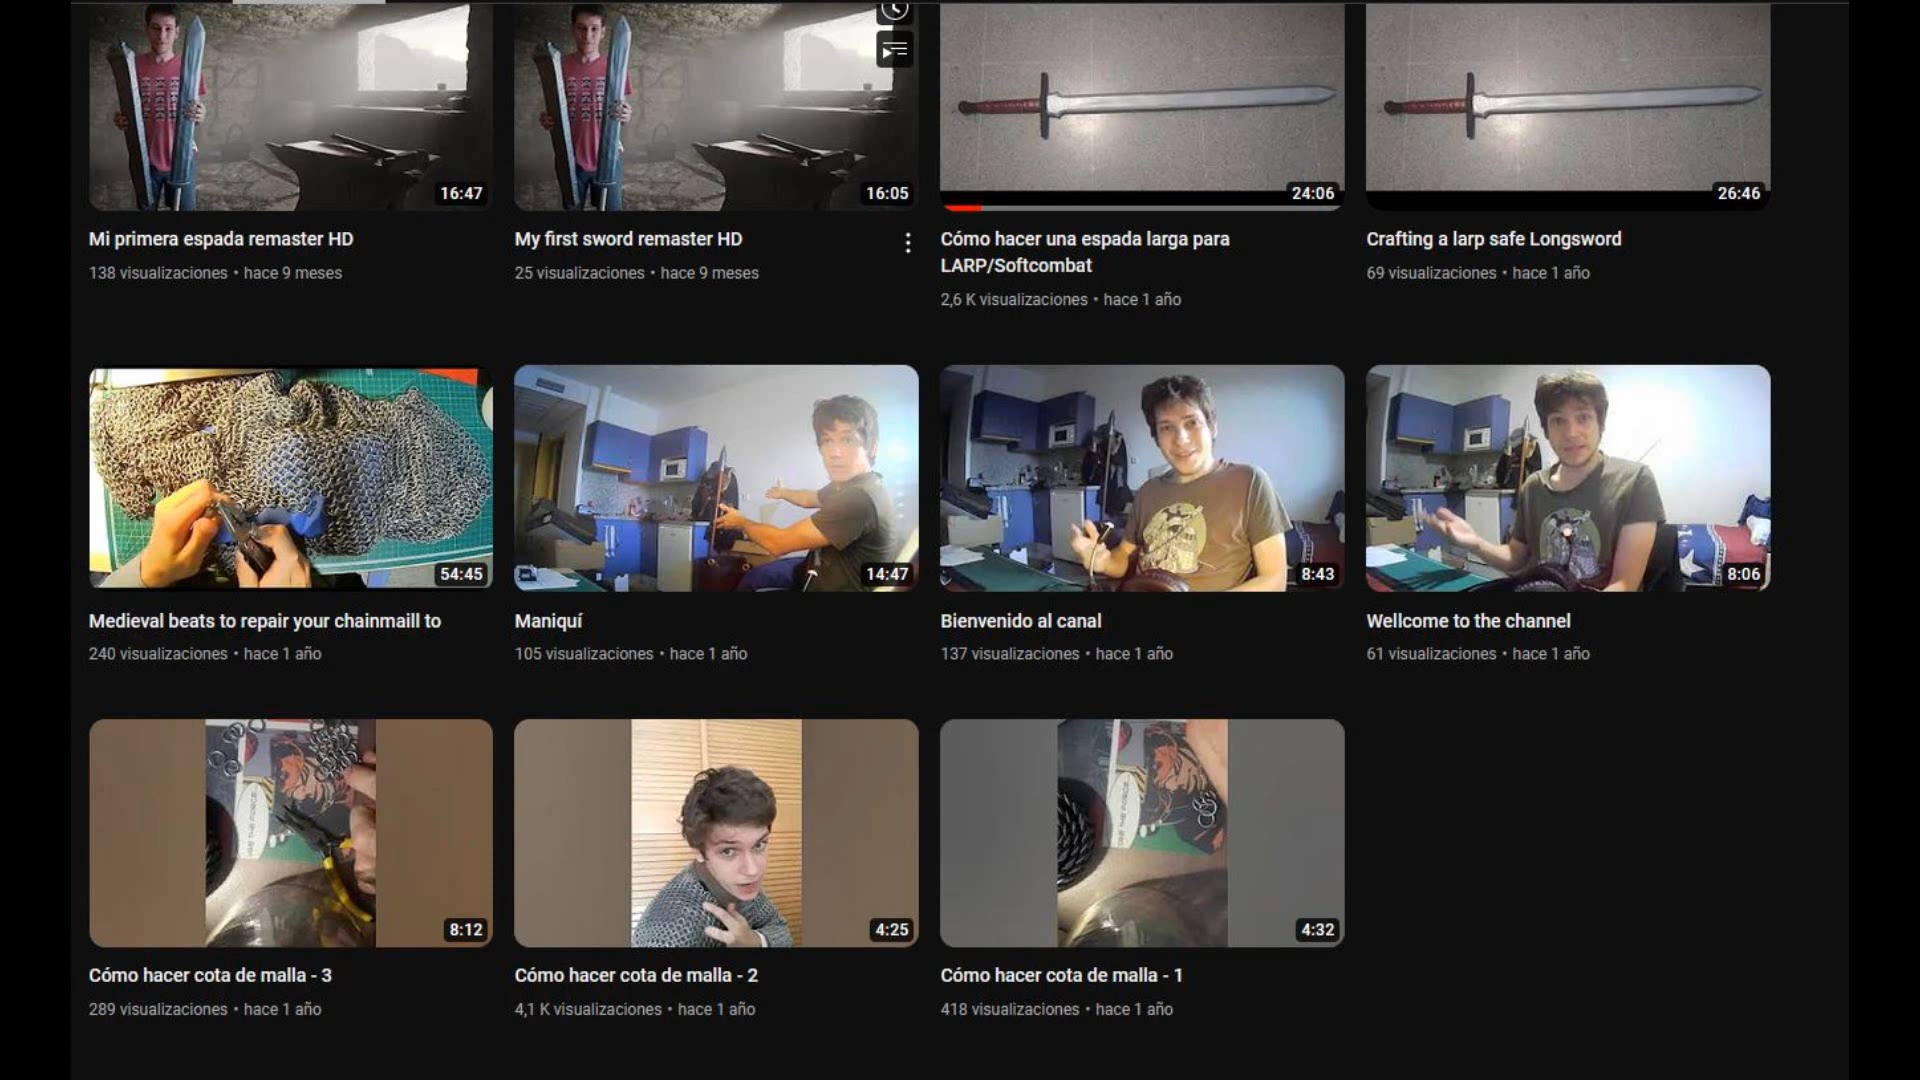 16:47
16:05
24:06
26:46
Mi primera espada remaster HD
138 visualizaciones • hace 9 meses
My first sword remaster HD
25 visualizaciones • hace 9 meses
Cómo hacer una espada larga para
LARP/Softcombat
2,6 K visualizaciones • hace 1 año
Crafting a larp safe Longsword
69 visualizaciones • hace 1 año
54:45
14:47
8:43
8:06
Medieval beats to repair your chainmaill to
240 visualizaciones • hace 1 año
Maniquí
105 visualizaciones • hace 1 año
Bienvenido al canal
137 visualizaciones • hace 1 año
Wellcome to the channel
61 visualizaciones • hace 1 año
8:12
4:25
4:32
Cómo hacer cota de malla - 3
289 visualizaciones • hace 1 año
Cómo hacer cota de malla - 2
4,1 K visualizaciones • hace 1 año
Cómo hacer cota de malla - 1
418 visualizaciones • hace 1 año